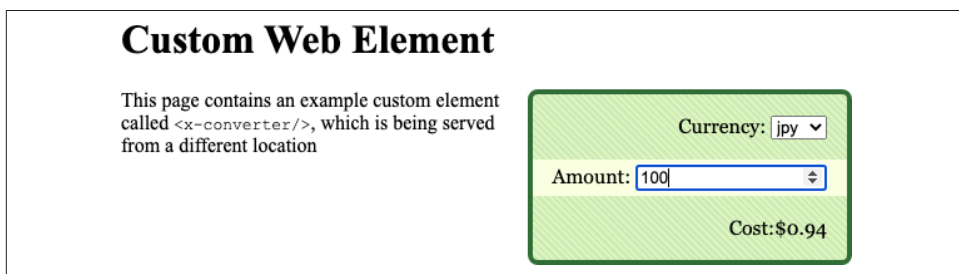 Custom Web Element
This page contains an example custom element
called <x-converter/>, which is being served
from a different location
Currency: jpy
Amount: 100
Cost:$0.94